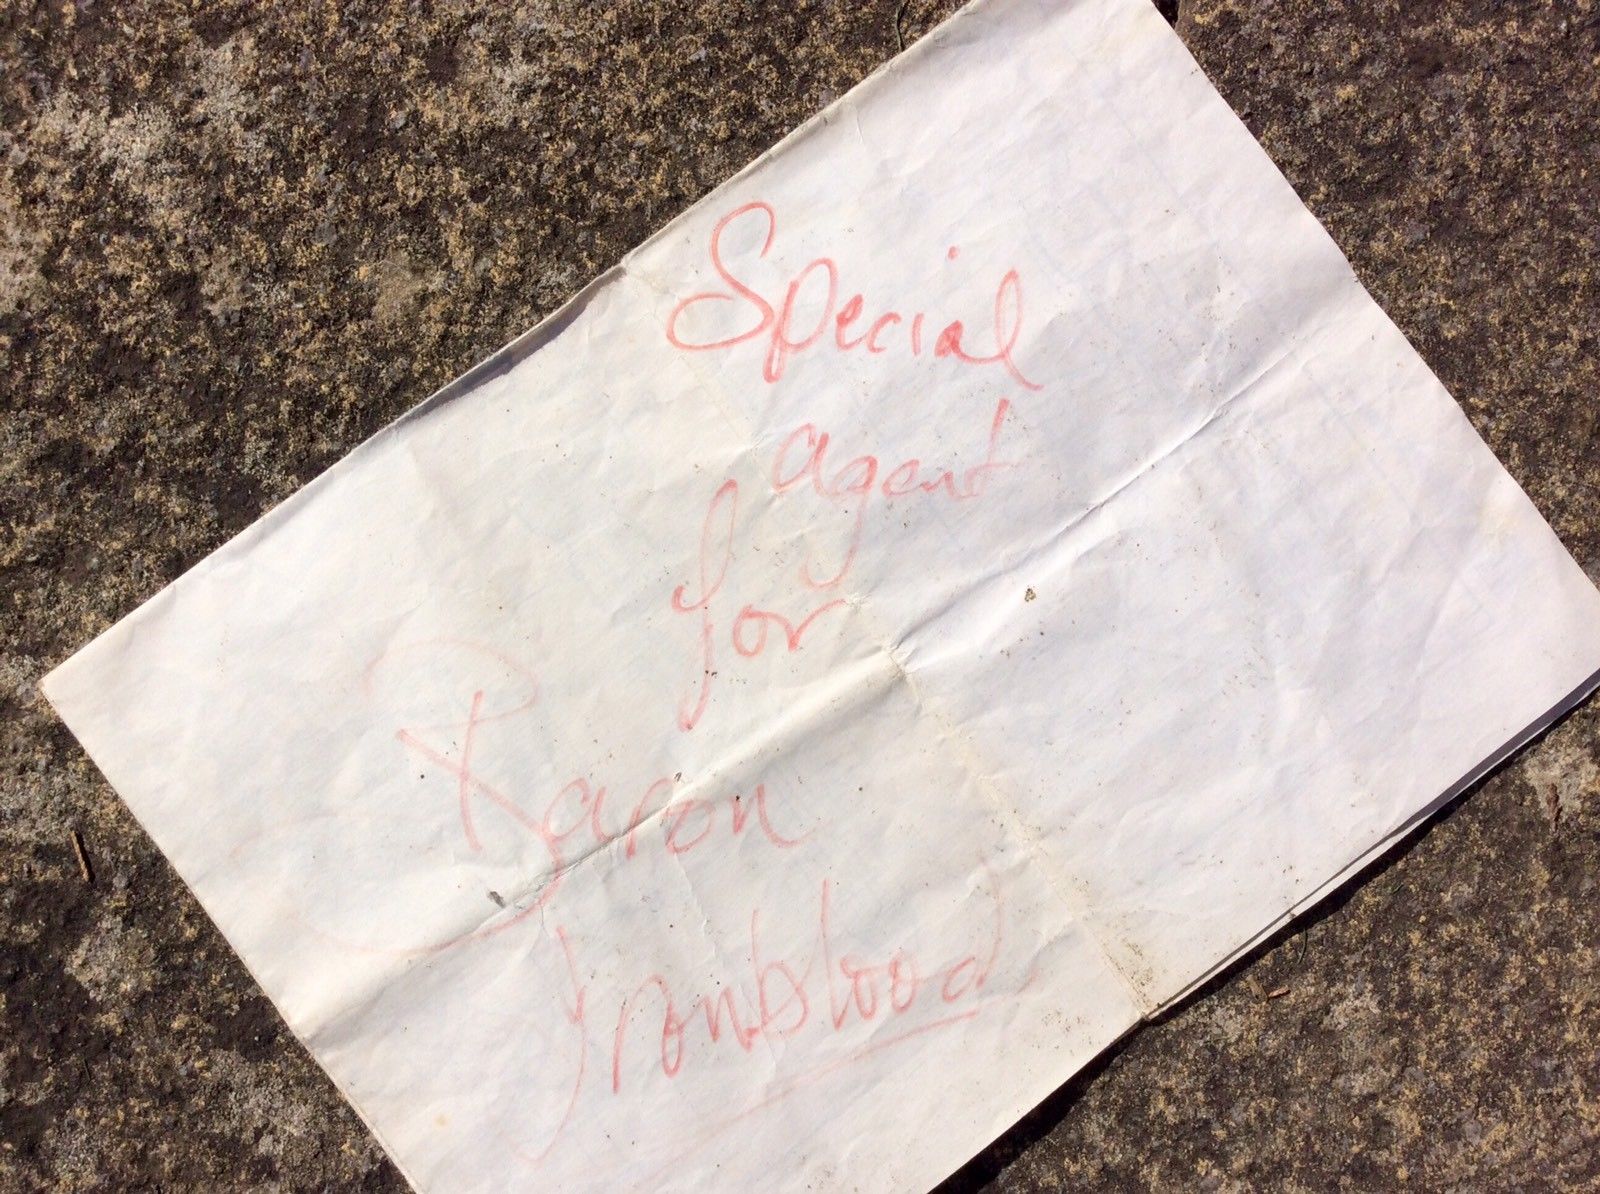 Special
agent
for
Baron
Ironblood